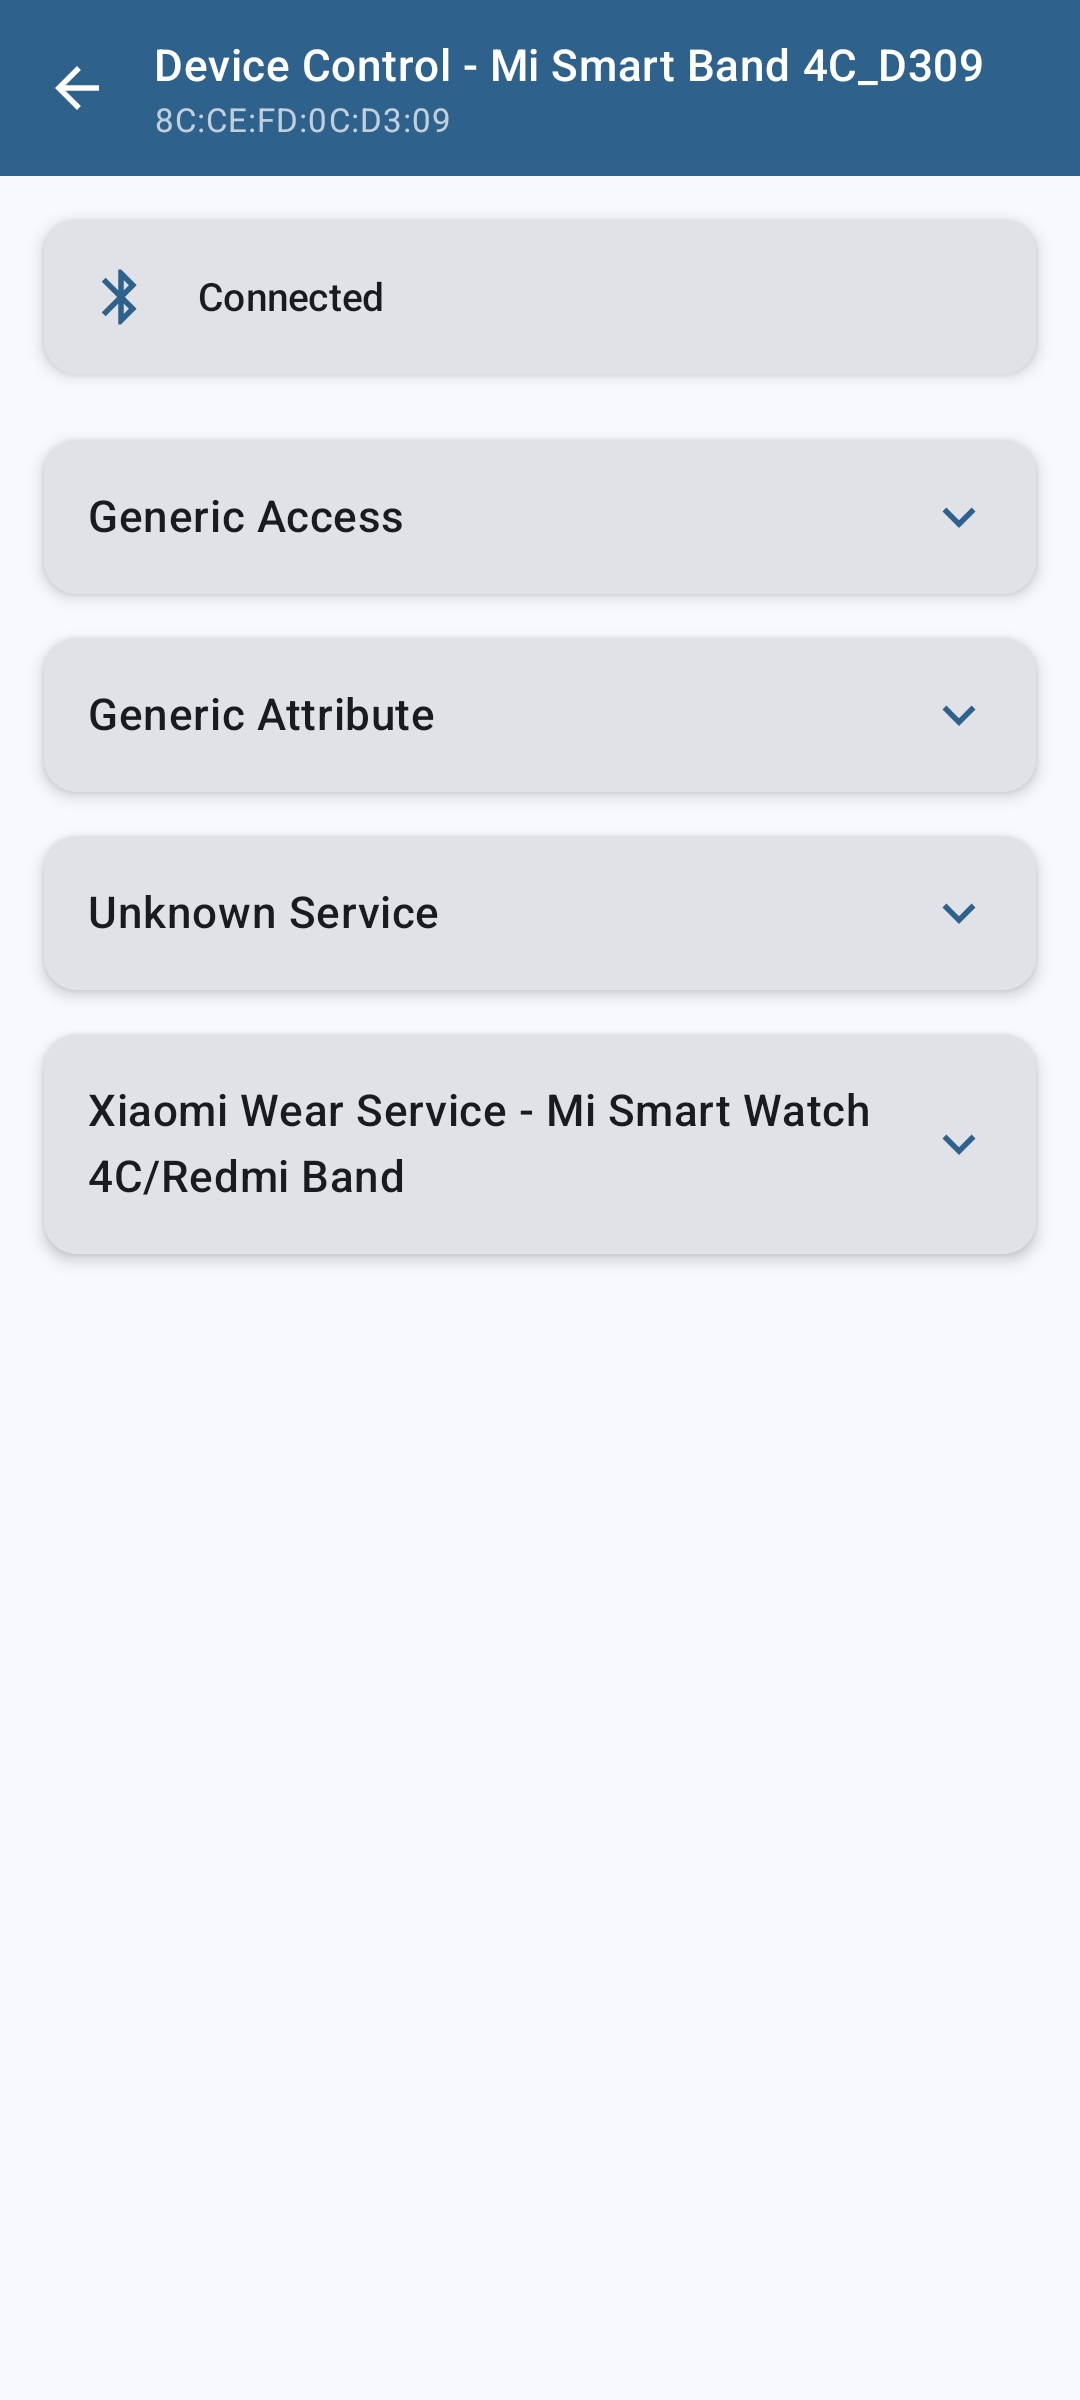 Device Control - Mi Smart Band 4C_D309
8C:CE:FD:0C:D3:09
Connected
Generic Access
Generic Attribute
Unknown Service
Xiaomi Wear Service - Mi Smart Watch
4C/Redmi Band